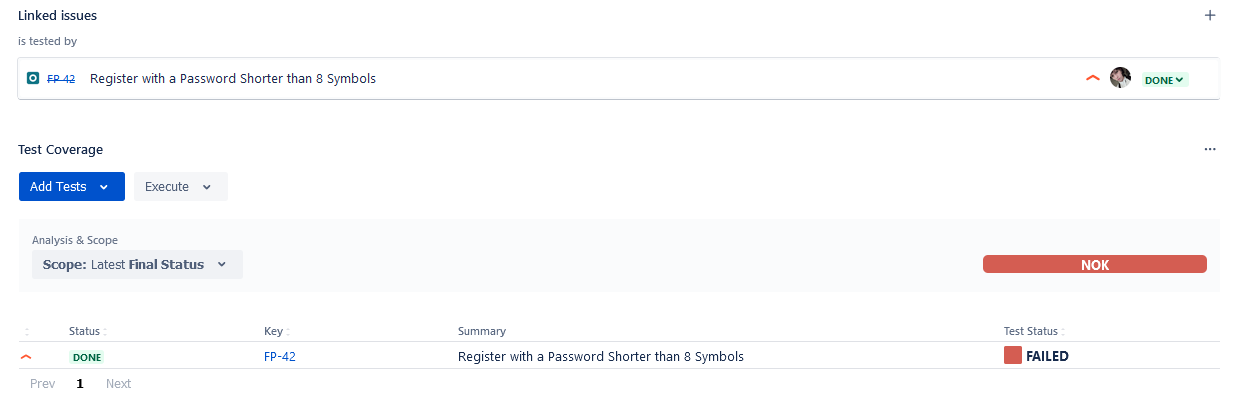 Linked issues
is tested by
FP-42 Register with a Password Shorter than 8 Symbols DONE
Test Coverage
Add Tests Execute
Analysis & Scope
Scope: Latest Final Status NOK
Status Key Summary Test Status
DONE FP-42 Register with a Password Shorter than 8 Symbols FAILED
Prev 1 Next